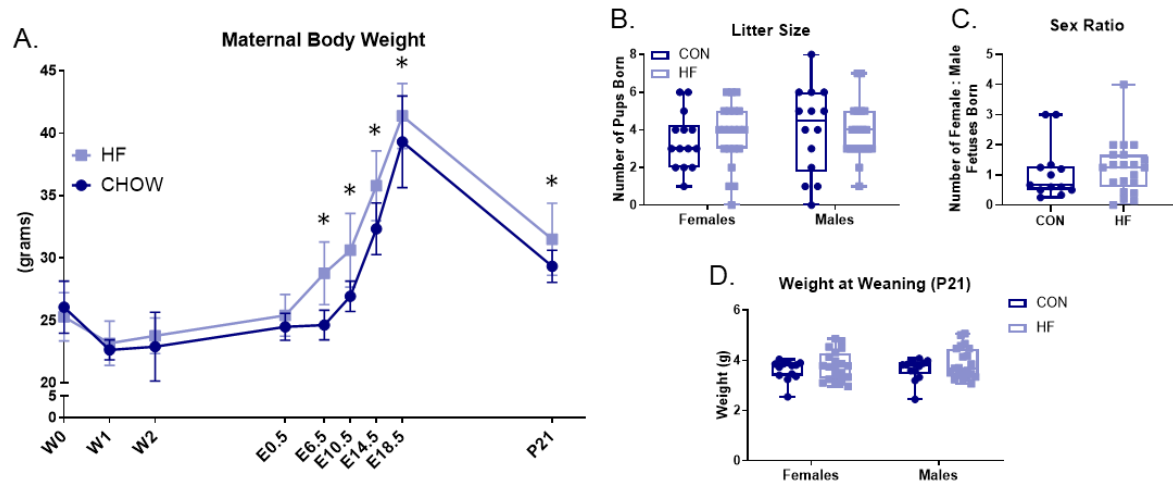 A.
Maternal Body Weight
45
40
35
30
25
20
5
0
(grams)
HF
CHOW
*
*
*
*
*
*
W0
W1
W2
E0.5
E6.5
E10.5
E14.5
E18.5
P21
B.
Litter Size
CON
HF
Number of Pups Born
8
6
4
2
0
Females
Males
C.
Sex Ratio
Number of Female : Male
Fetuses Born
5
4
3
2
1
0
CON
HF
D.
Weight at Weaning (P21)
CON
HF
Weight (g)
6
4
2
0
Females
Males